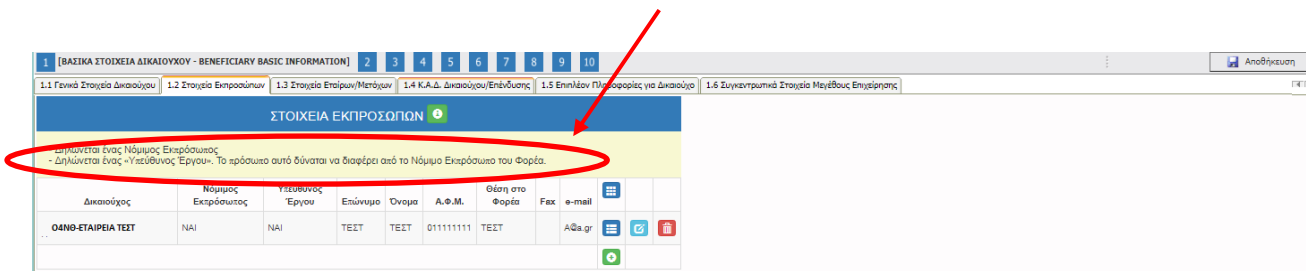 1 [ΒΑΣΙΚΑ ΣΤΟΙΧΕΙΑ ΔΙΚΑΙΟΥΧΟΥ - BENEFICIARY BASIC INFORMATION] 2 3 4 5 6 7 8 9 10 Αποθήκευση
1.1 Γενικά Στοιχεία Δικαιούχου 1.2 Στοιχεία Εκπροσώπων 1.3 Στοιχεία Εταίρων/Μετόχων 1.4 Κ.Α.Δ. Δικαιούχου/Επένδυσης 1.5 Επιπλέον Πληροφορίες για Δικαιούχο 1.6 Συγκεντρωτικά Στοιχεία Μεγέθους Επιχείρησης
ΣΤΟΙΧΕΙΑ ΕΚΠΡΟΣΩΠΩΝ
- Δηλώνεται ένας Νόμιμος Εκπρόσωπος
- Δηλώνεται ένας «Υπεύθυνος Έργου». Το πρόσωπο αυτό δύναται να διαφέρει από το Νόμιμο Εκπρόσωπο του Φορέα.
Δικαιούχος Νόμιμος Εκπρόσωπος Υπεύθυνος Έργου Επώνυμο Όνομα Α.Φ.Μ. Θέση στο Φορέα Fax e-mail
Ο4ΝΘ-ΕΤΑΙΡΕΙΑ ΤΕΣΤ ΝΑΙ ΝΑΙ ΤΕΣΤ ΤΕΣΤ 011111111 ΤΕΣΤ A@a.gr